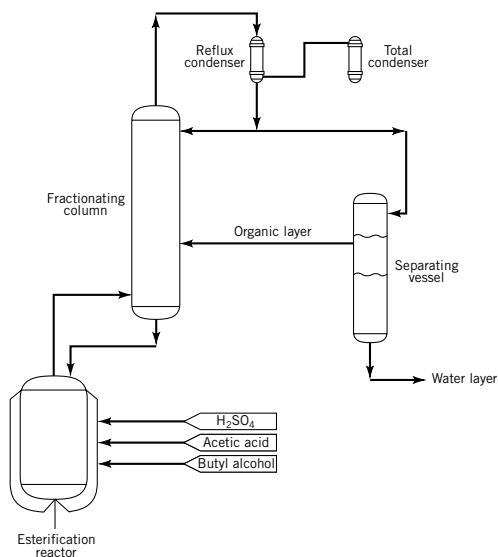 Reflux
condenser
Total
condenser
Fractionating
column
Organic layer
Separating
vessel
Water layer
H₂SO₄
Acetic acid
Butyl alcohol
Esterification
reactor